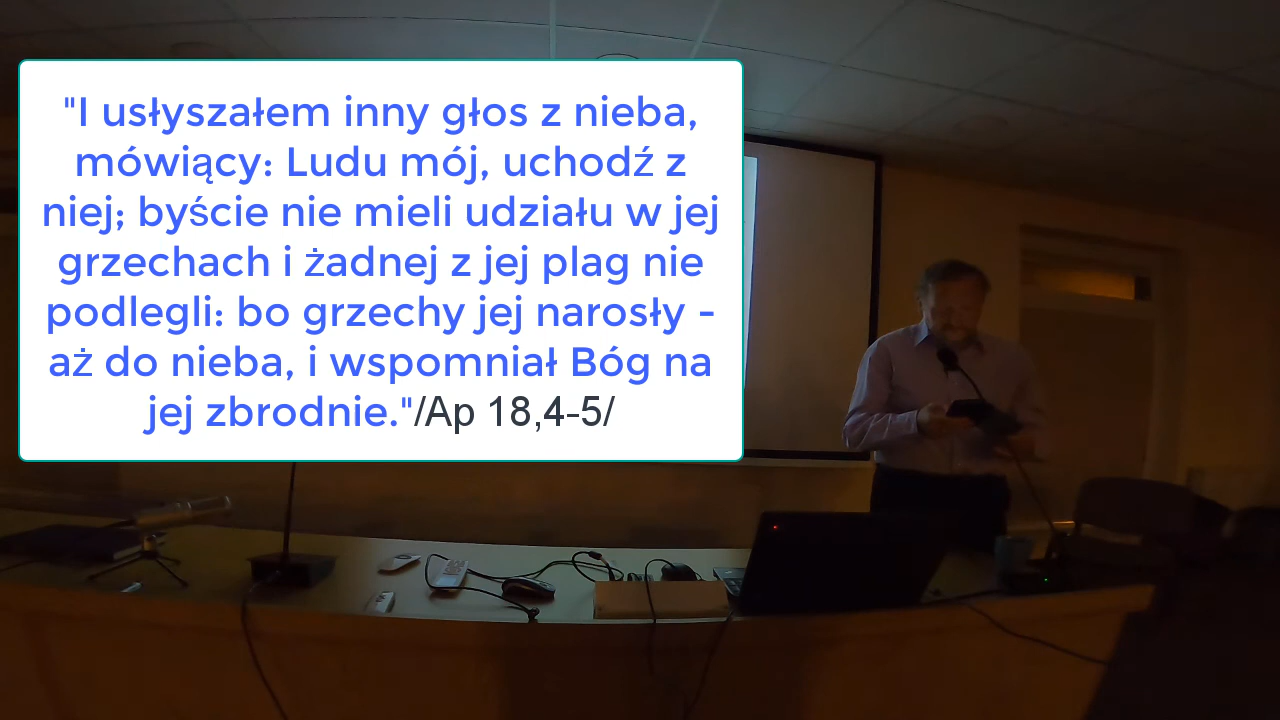 "I usłyszałem inny głos z nieba,
mówiący: Ludu mój, uchodź z
niej; byście nie mieli udziału w jej
grzechach i żadnej z jej plag nie
podlegli: bo grzechy jej narosły -
aż do nieba, i wspomniał Bóg na
jej zbrodnie."/Ap 18,4-5/